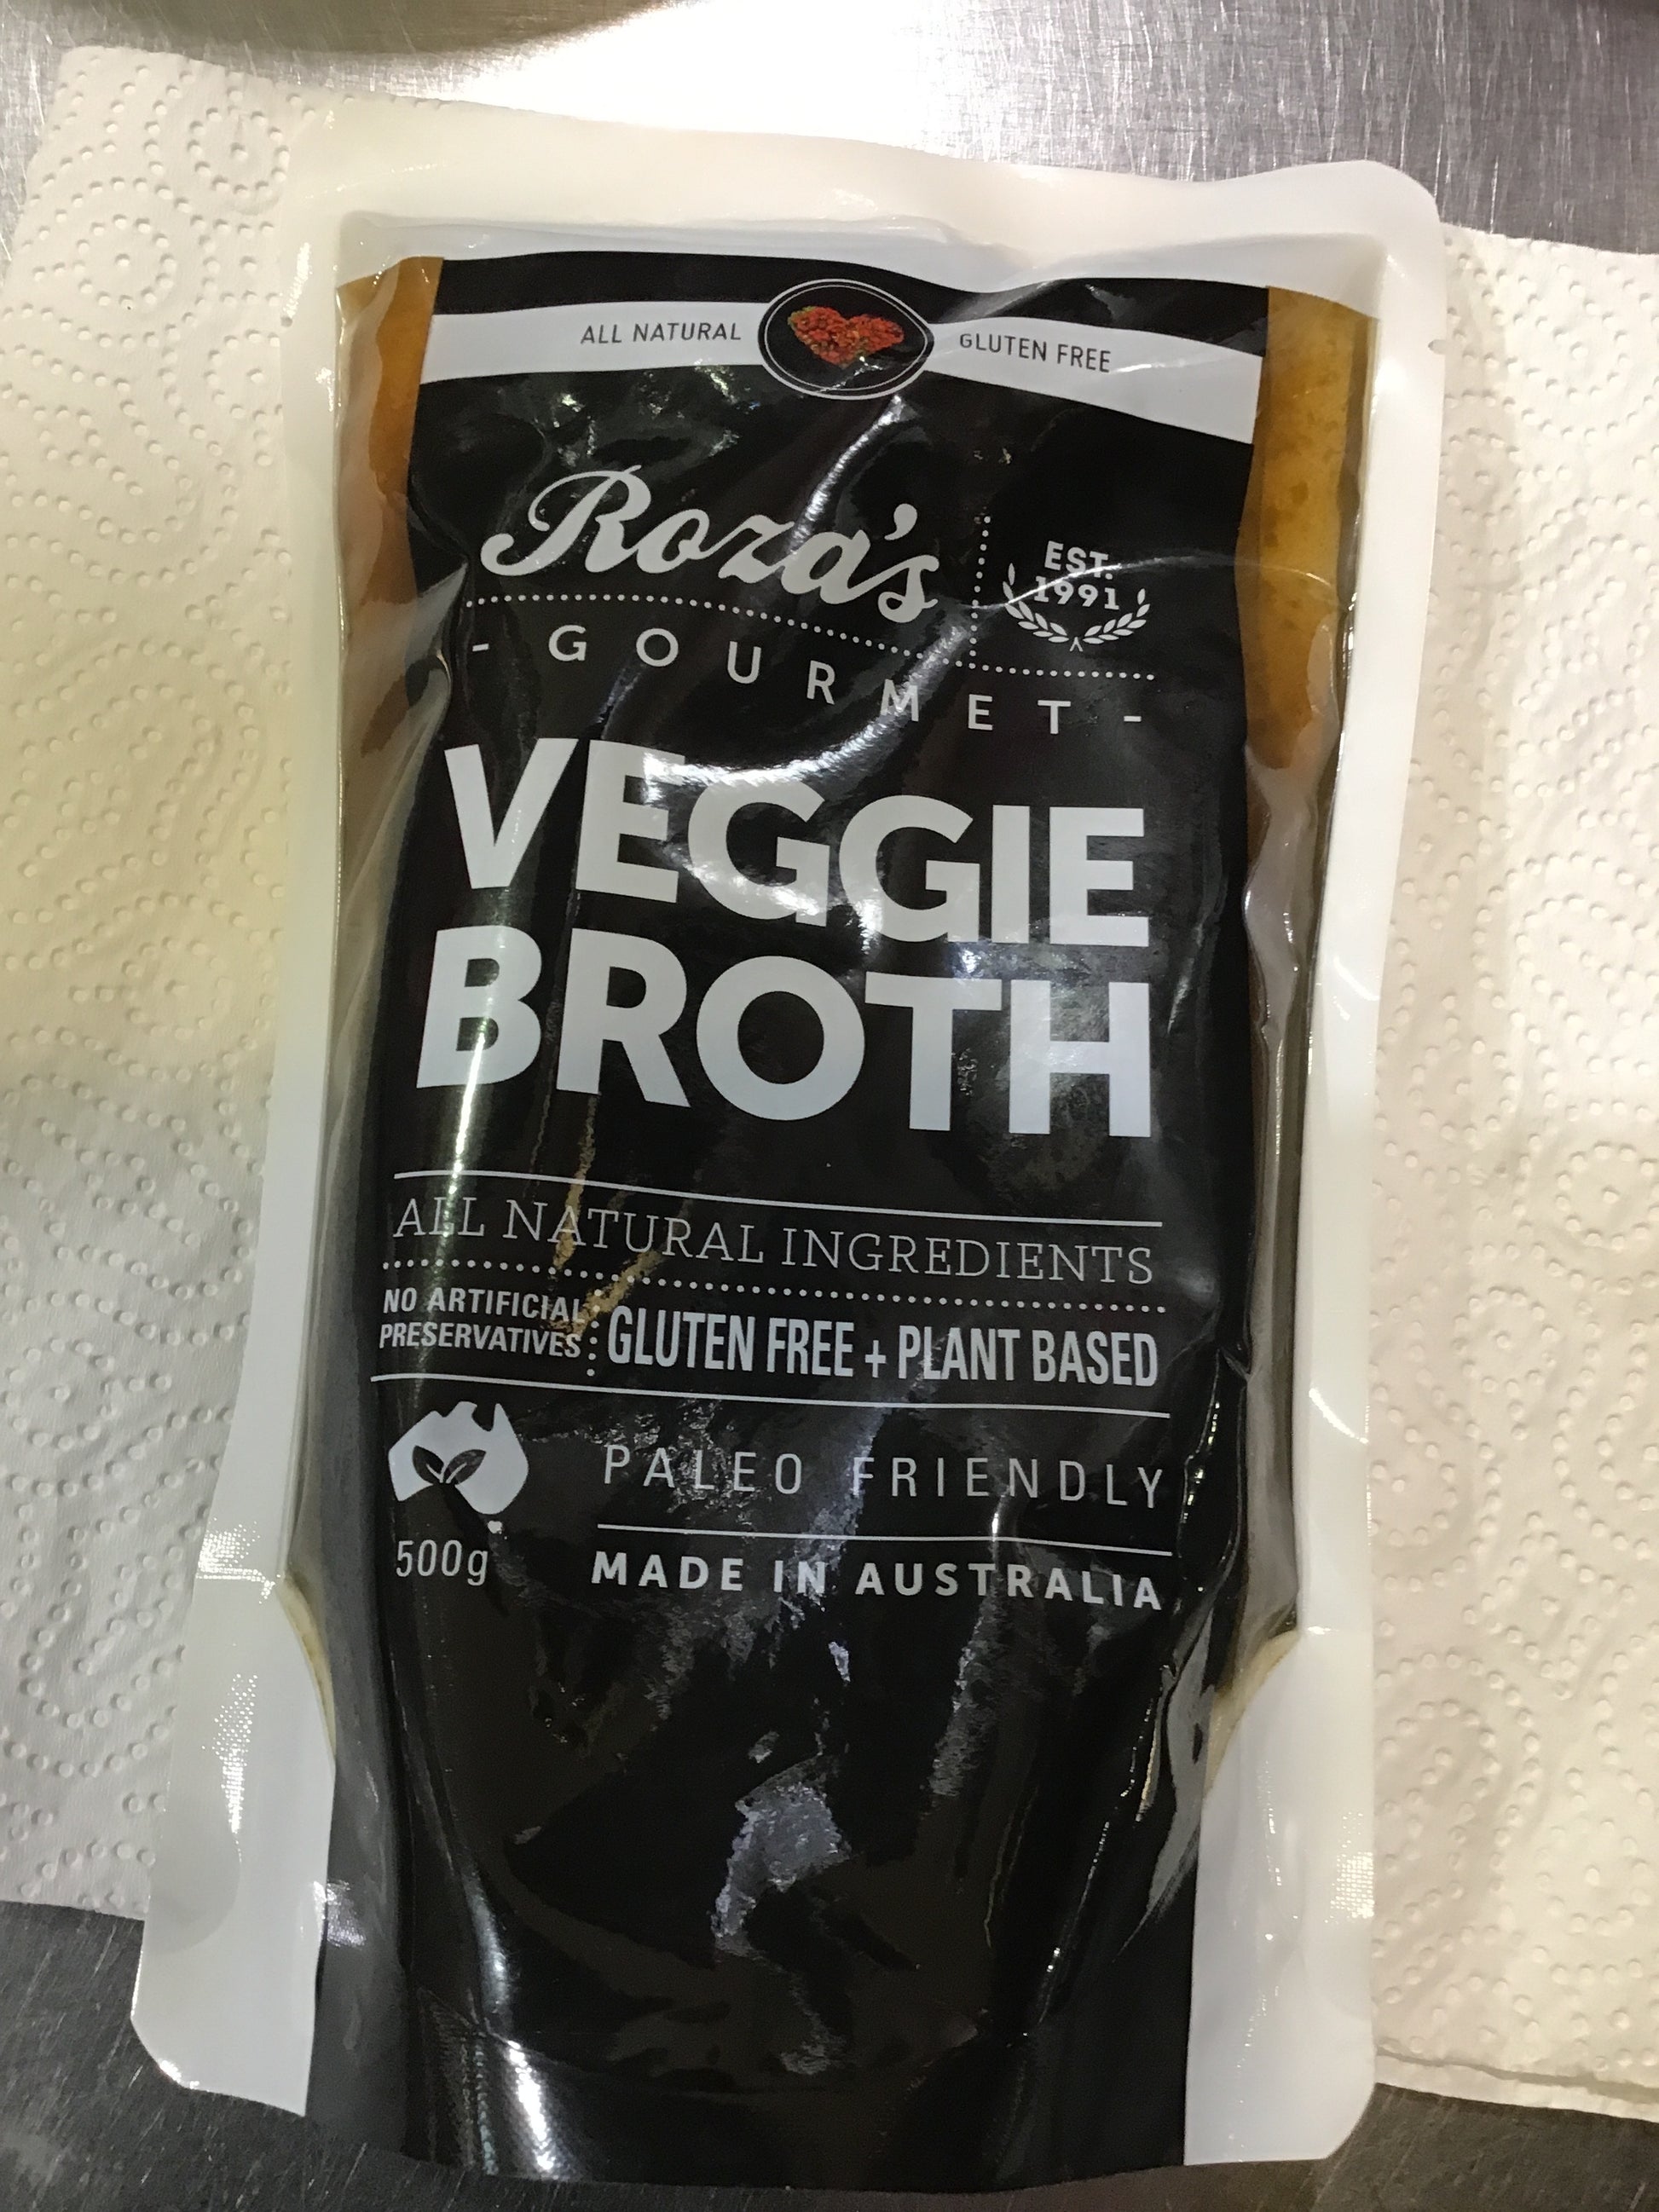 ALL NATURAL GLUTEN FREE
Roza's
EST.
1991
- GOURMET -
VEGGIE
BROTH
ALL NATURAL INGREDIENTS
NO ARTIFICIAL
PRESERVATIVES
GLUTEN FREE + PLANT BASED
PALEO FRIENDLY
500g
MADE IN AUSTRALIA